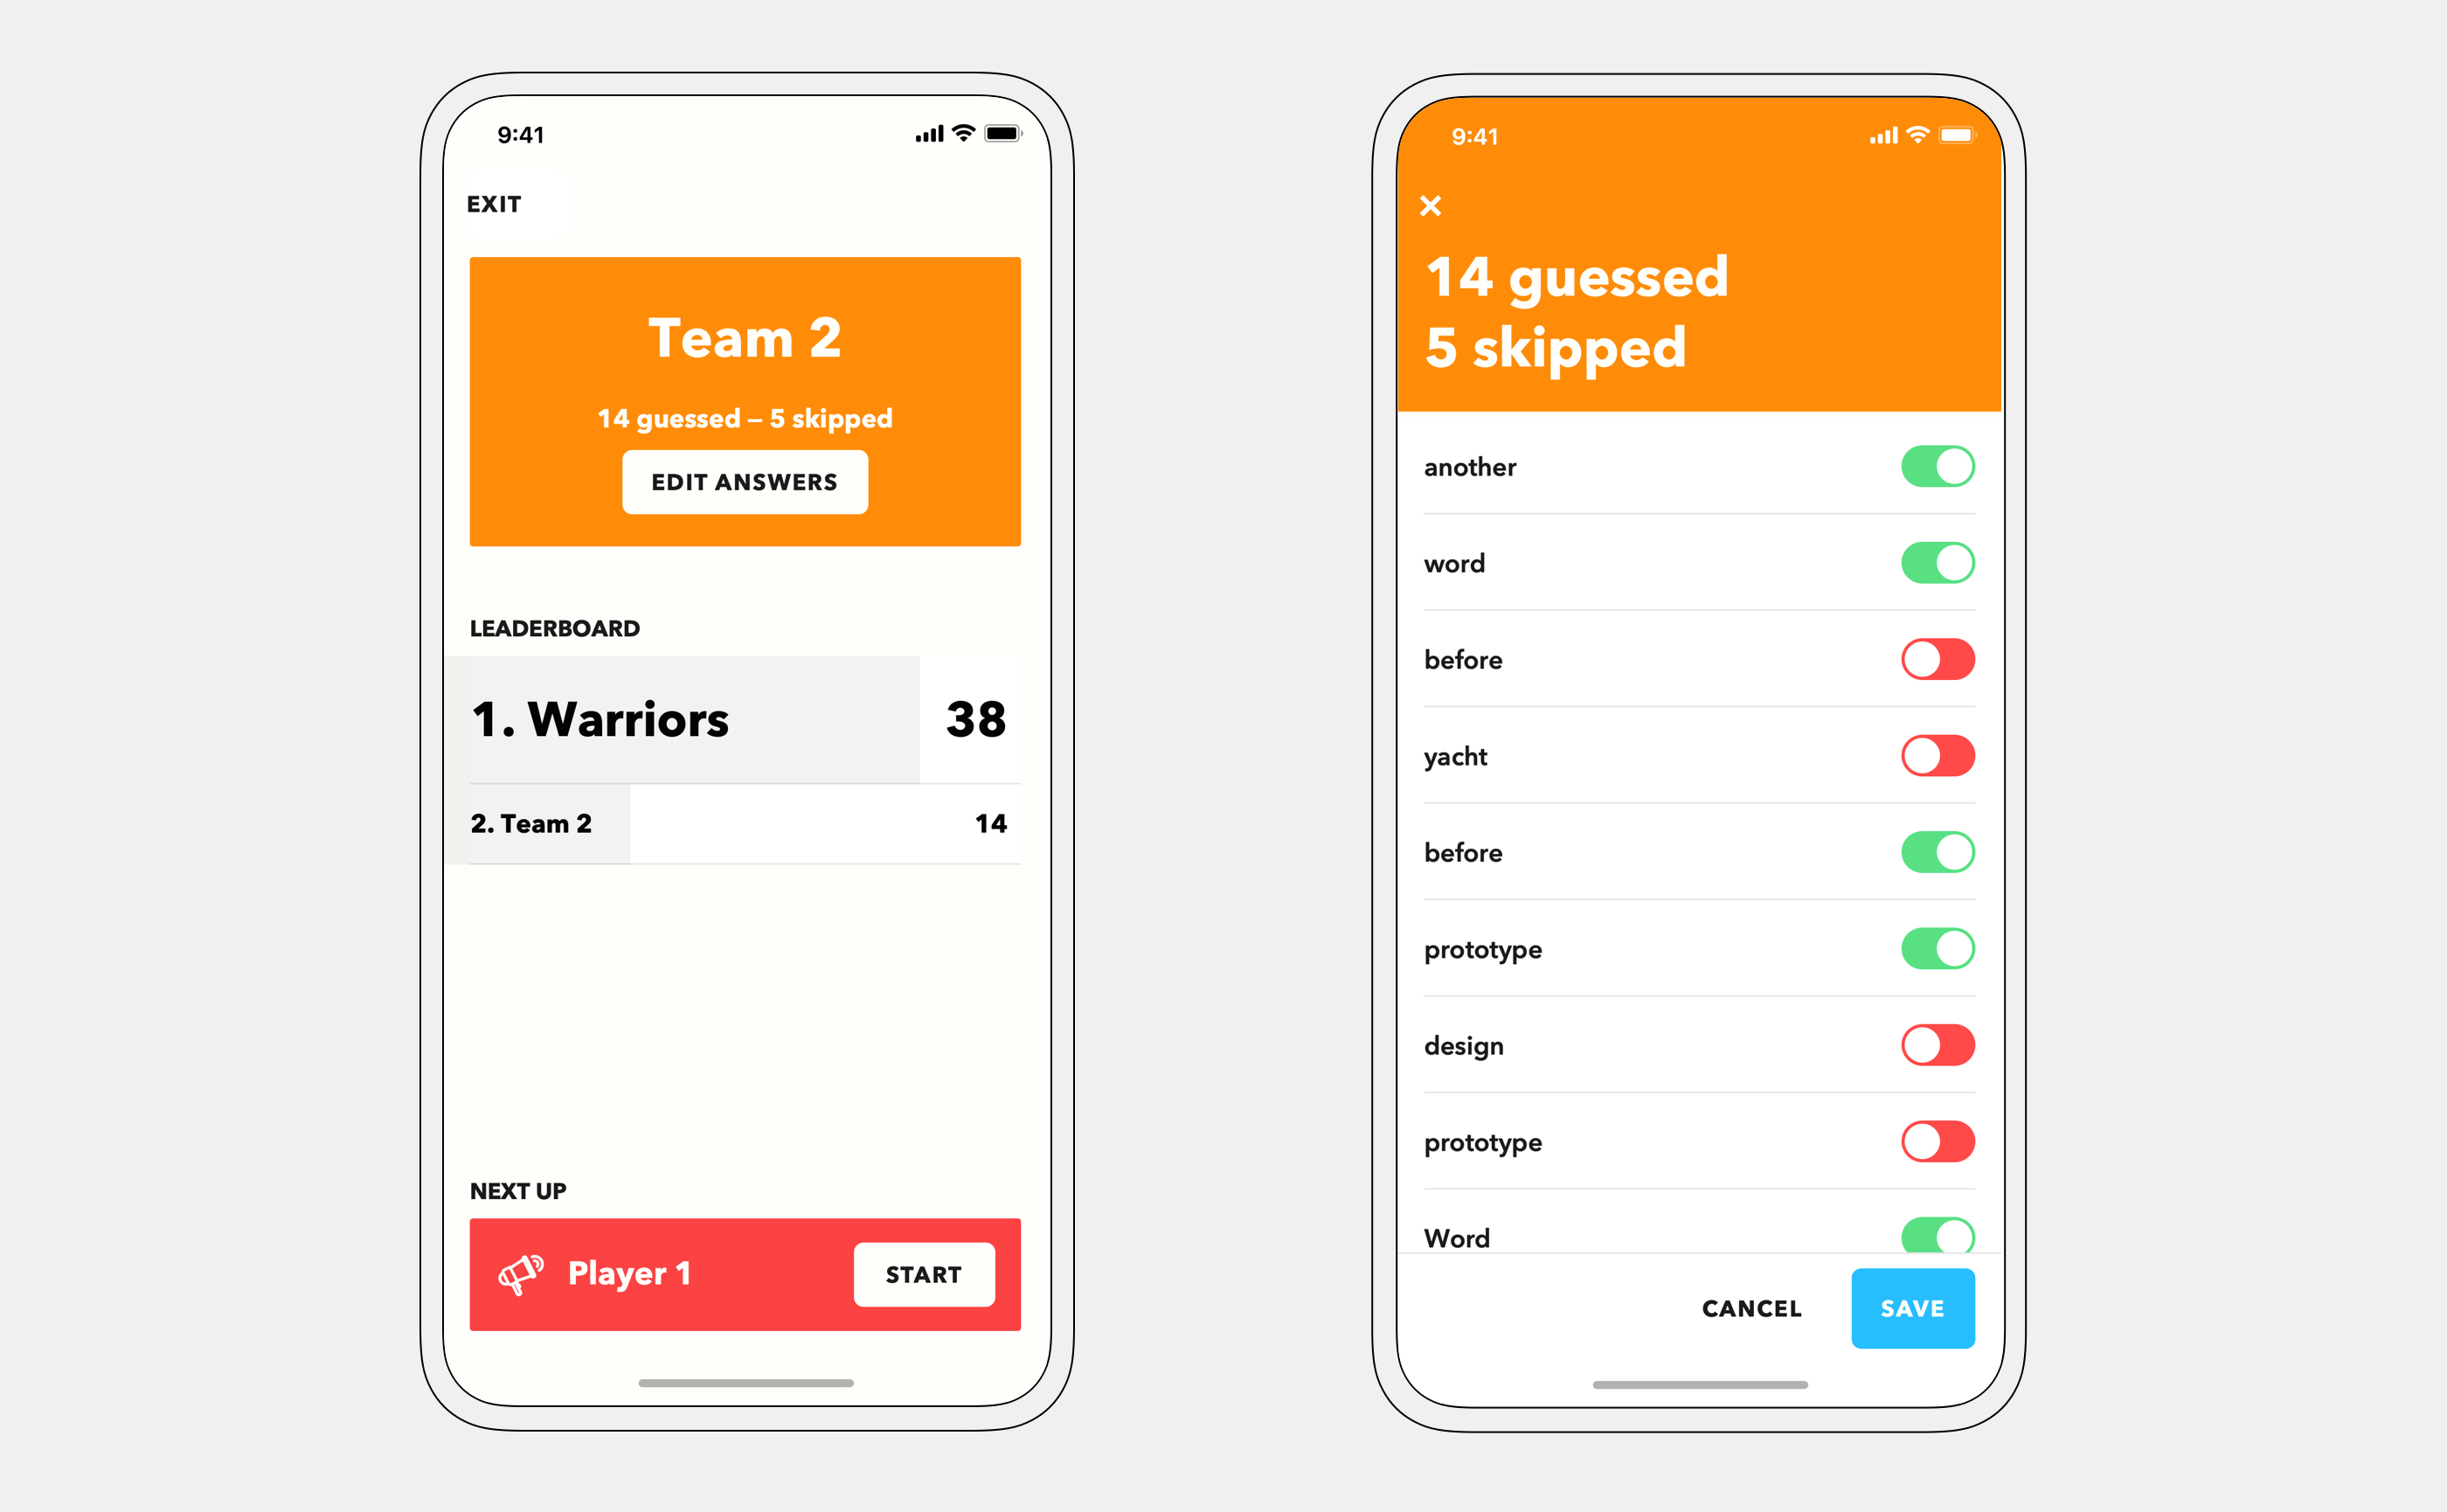 9:41
EXIT
Team 2
14 guessed – 5 skipped
EDIT ANSWERS
LEADERBOARD
1. Warriors 38
2. Team 2 14
NEXT UP
Player 1 START
9:41
14 guessed
5 skipped
another
word
before
yacht
before
prototype
design
prototype
Word
CANCEL SAVE